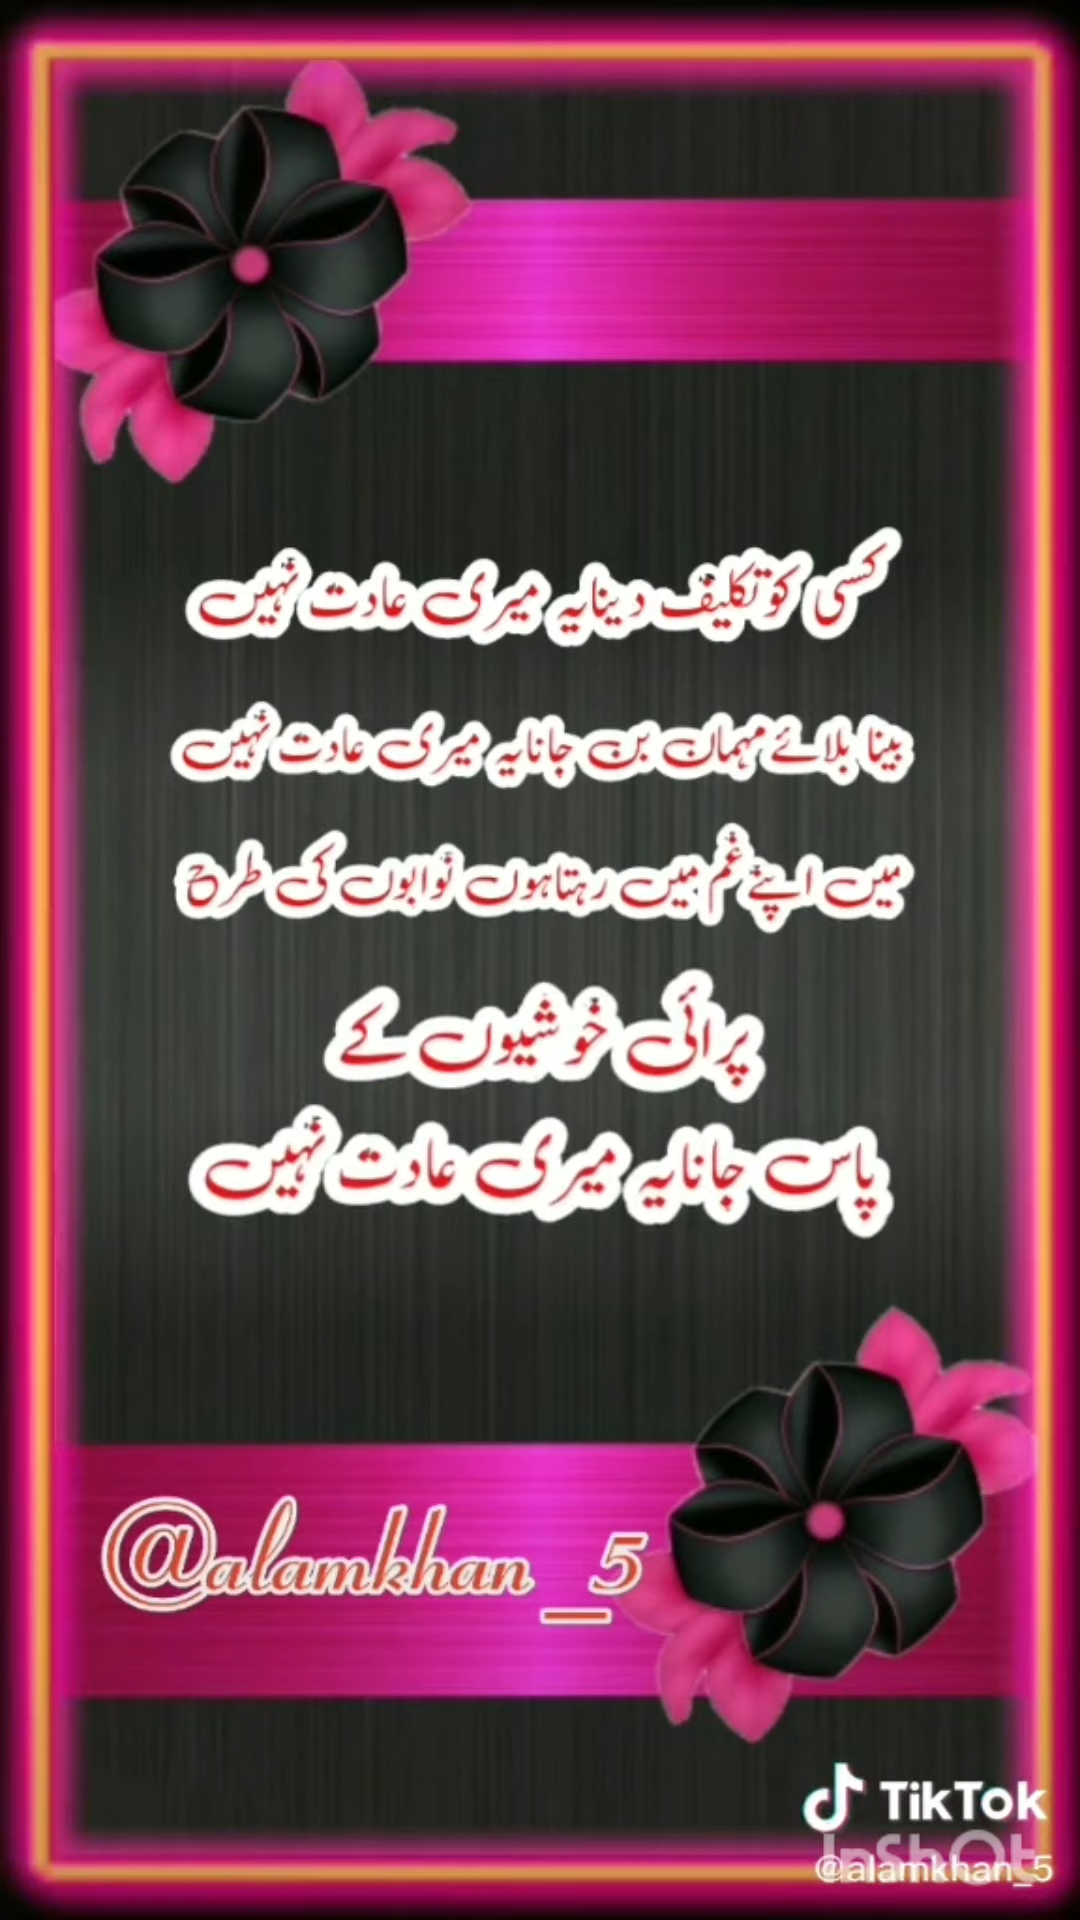 کسی کو تکلیف دینا یہ میری عادت نہیں
بینا بلائے مہمان بن جانا یہ میری عادت نہیں
میں اپنے غم میں رہتا ہوں نوابوں کی طرح
پرائی خوشیوں کے
پاس جانا یہ میری عادت نہیں
@alamkhan_5
TikTok
InShOt
@alamkhan_5